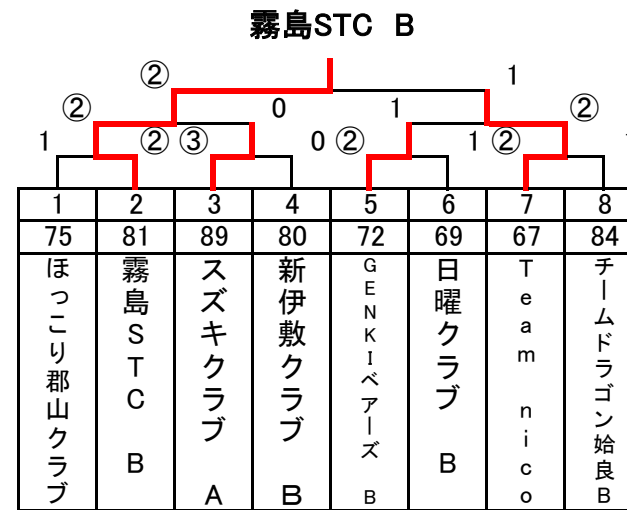 霧島STC B
② 1
② 0 1 ②
1 ② ③ 0 ② 1 ②
1 2 3 4 5 6 7 8
75 81 89 80 72 69 67 84
ほっこり郡山クラブ
霧島STC B
スズキクラブ A
新伊敷クラブ B
GENKIベアーズ B
日曜クラブ B
Team nico
チームドラゴン姶良B